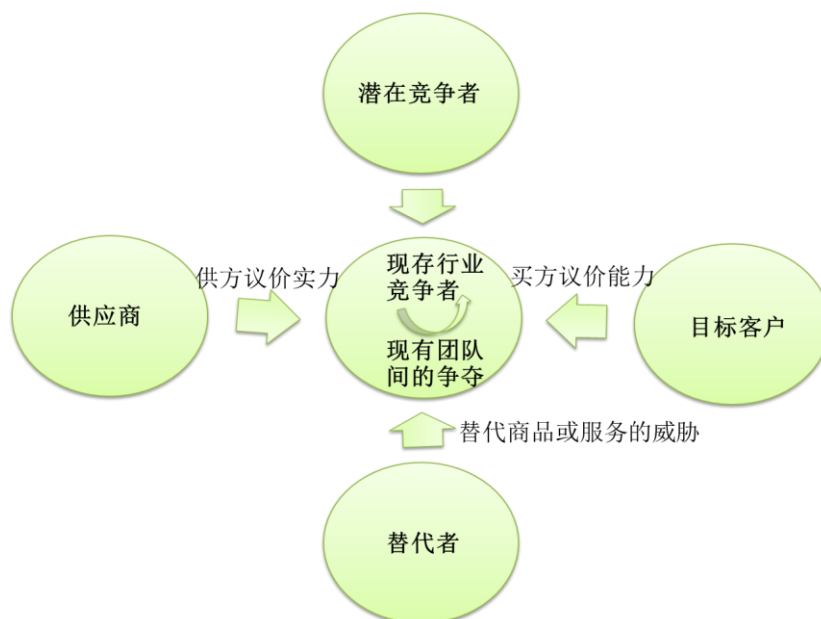 潜在竞争者
供方议价实力
现存行业
竞争者
买方议价能力
供应商
现有团队
间的争夺
目标客户
替代商品或服务的威胁
替代者